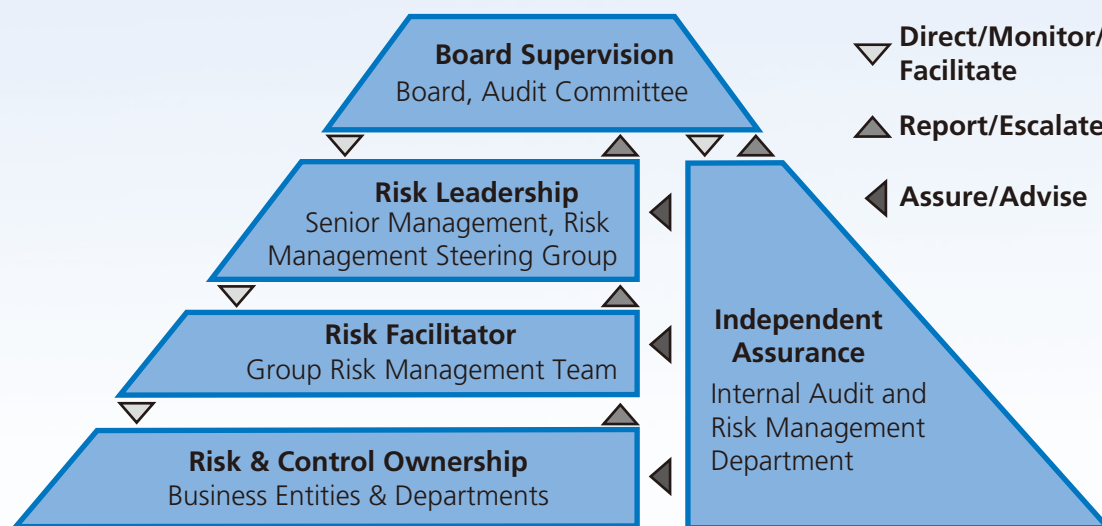 Board Supervision
Board, Audit Committee
Direct/Monitor/
Facilitate
Report/Escalate
Assure/Advise
Risk Leadership
Senior Management, Risk
Management Steering Group
Risk Facilitator
Group Risk Management Team
Risk & Control Ownership
Business Entities & Departments
Independent
Assurance
Internal Audit and
Risk Management
Department